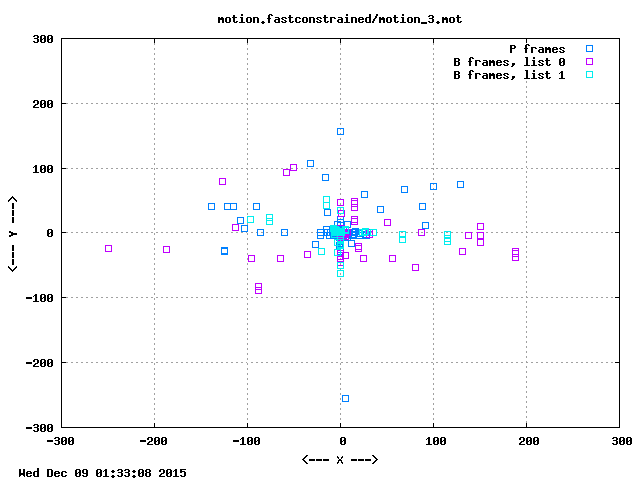 motion.fastconstrained/motion_3.mot
P frames
B frames, list 0
B frames, list 1
300
200
100
0
-100
-200
-300
<--- Y --->
-300 -200 -100 0 100 200 300
<--- X --->
Wed Dec 09 01:33:08 2015